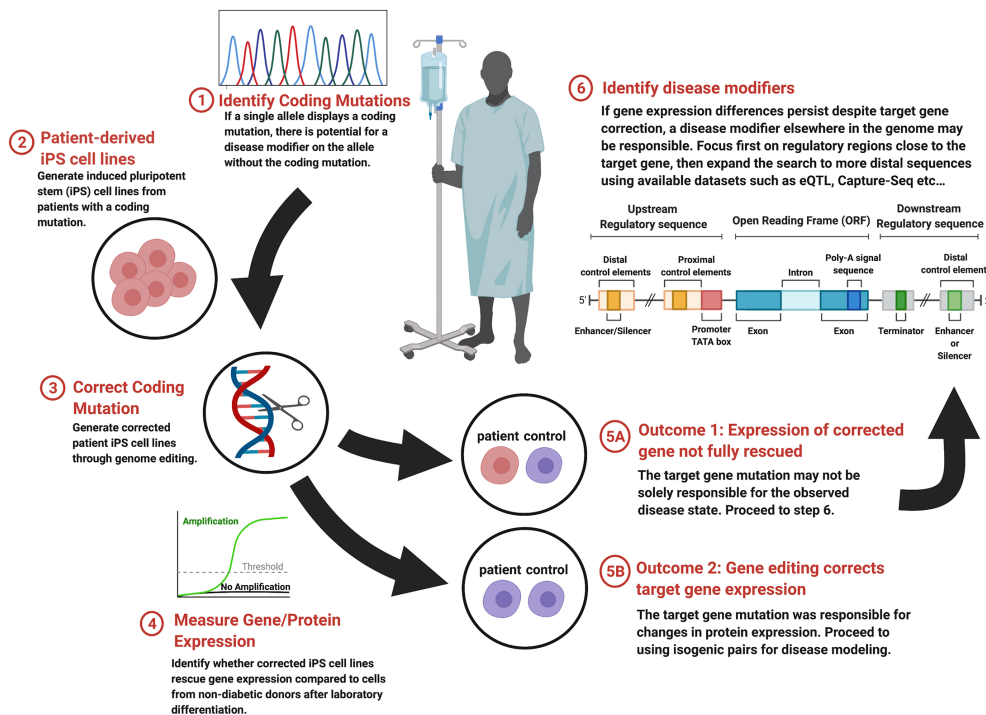 1 Identify Coding Mutations
If a single allele displays a coding
mutation, there is potential for a
disease modifier on the allele
without the coding mutation.
2 Patient-derived
iPS cell lines
Generate induced pluripotent
stem (iPS) cell lines from
patients with a coding
mutation.
3 Correct Coding
Mutation
Generate corrected
patient iPS cell lines
through genome editing.
Amplification
Threshold
No Amplification
4 Measure Gene/Protein
Expression
Identify whether corrected iPS cell lines
rescue gene expression compared to cells
from non-diabetic donors after laboratory
differentiation.
patient control
5A Outcome 1: Expression of corrected
gene not fully rescued
The target gene mutation may not be
solely responsible for the observed
disease state. Proceed to step 6.
patient control
5B Outcome 2: Gene editing corrects
target gene expression
The target gene mutation was responsible for
changes in protein expression. Proceed to
using isogenic pairs for disease modeling.
6 Identify disease modifiers
If gene expression differences persist despite target gene
correction, a disease modifier elsewhere in the genome may
be responsible. Focus first on regulatory regions close to the
target gene, then expand the search to more distal sequences
using available datasets such as eQTL, Capture-Seq etc...
Upstream
Regulatory sequence
Open Reading Frame (ORF)
Downstream
Regulatory sequence
Distal
control elements
Proximal
control elements
Intron
Poly-A signal
sequence
Distal
control element
5'
Enhancer/Silencer
Promoter
TATA box
Exon
Exon
Terminator
Enhancer
or
Silencer